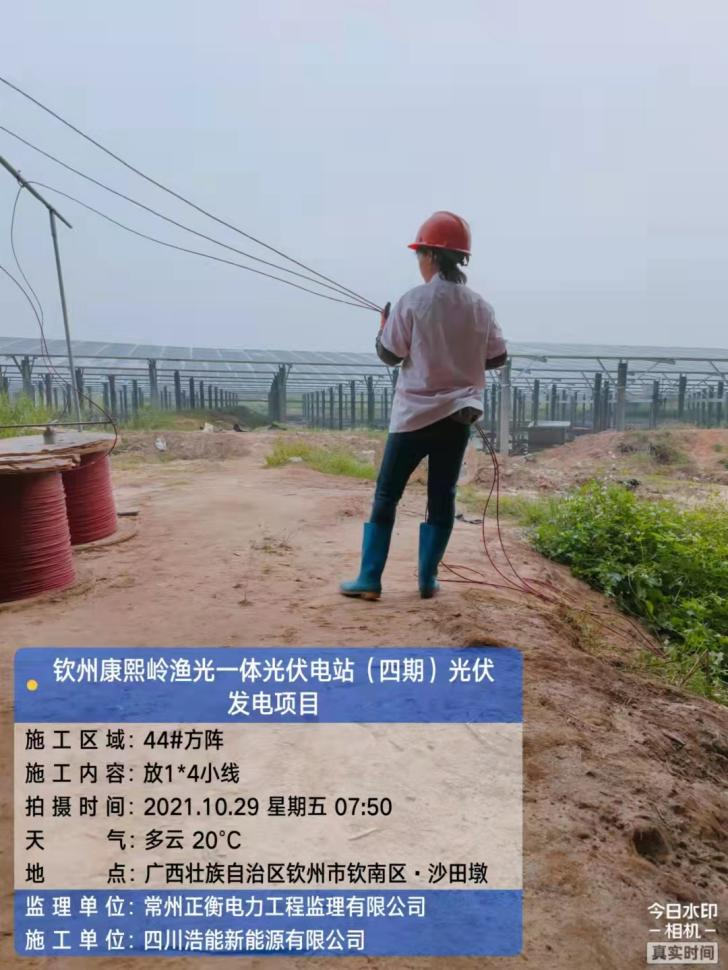 钦州康熙岭渔光一体光伏电站（四期）光伏
发电项目
施工区域：44#方阵
施工内容：放1*4小线
拍摄时间：2021.10.29 星期五 07:50
天 气：多云 20℃
地 点：广西壮族自治区钦州市钦南区·沙田墩
监理单位：常州正衡电力工程监理有限公司
施工单位：四川浩能新能源有限公司
今日水印
-相机-
真实时间